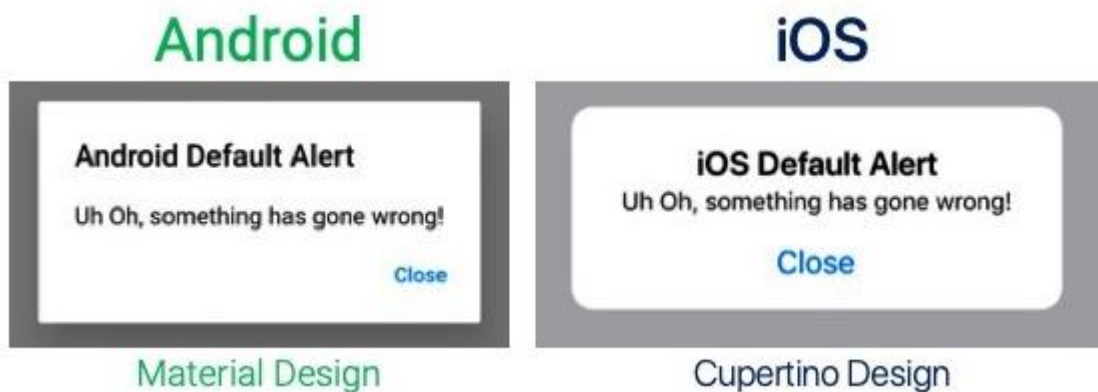 Android
Android Default Alert
Uh Oh, something has gone wrong!
Close
Material Design
iOS
iOS Default Alert
Uh Oh, something has gone wrong!
Close
Cupertino Design